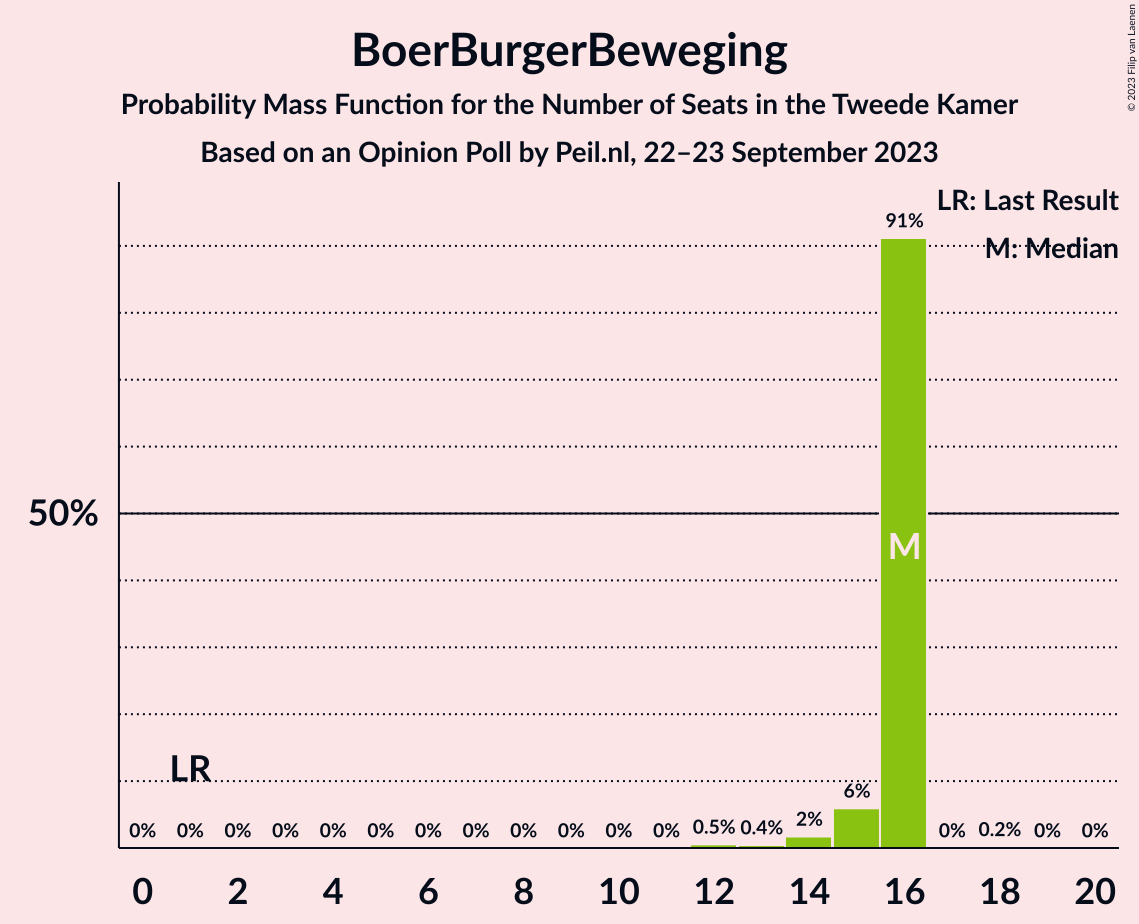 BoerBurgerBeweging
Probability Mass Function for the Number of Seats in the Tweede Kamer
Based on an Opinion Poll by Peil.nl, 22–23 September 2023
© 2023 Filip van Laenen
LR: Last Result
M: Median
91%
50%
M
LR
6%
0% 0% 0% 0% 0% 0% 0% 0% 0% 0% 0% 0% 0.5% 0.4% 2% 0% 0.2% 0% 0%
0 2 4 6 8 10 12 14 16 18 20